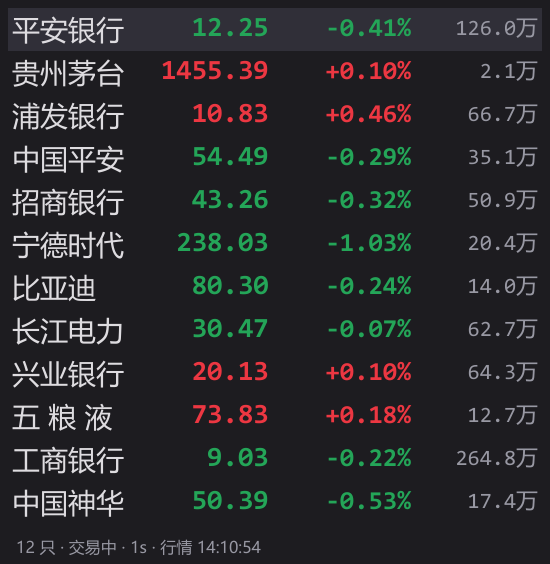 平安银行 12.25 -0.41% 126.0万
贵州茅台 1455.39 +0.10% 2.1万
浦发银行 10.83 +0.46% 66.7万
中国平安 54.49 -0.29% 35.1万
招商银行 43.26 -0.32% 50.9万
宁德时代 238.03 -1.03% 20.4万
比亚迪 80.30 -0.24% 14.0万
长江电力 30.47 -0.07% 62.7万
兴业银行 20.13 +0.10% 64.3万
五 粮 液 73.83 +0.18% 12.7万
工商银行 9.03 -0.22% 264.8万
中国神华 50.39 -0.53% 17.4万
12 只 · 交易中 · 1s · 行情 14:10:54